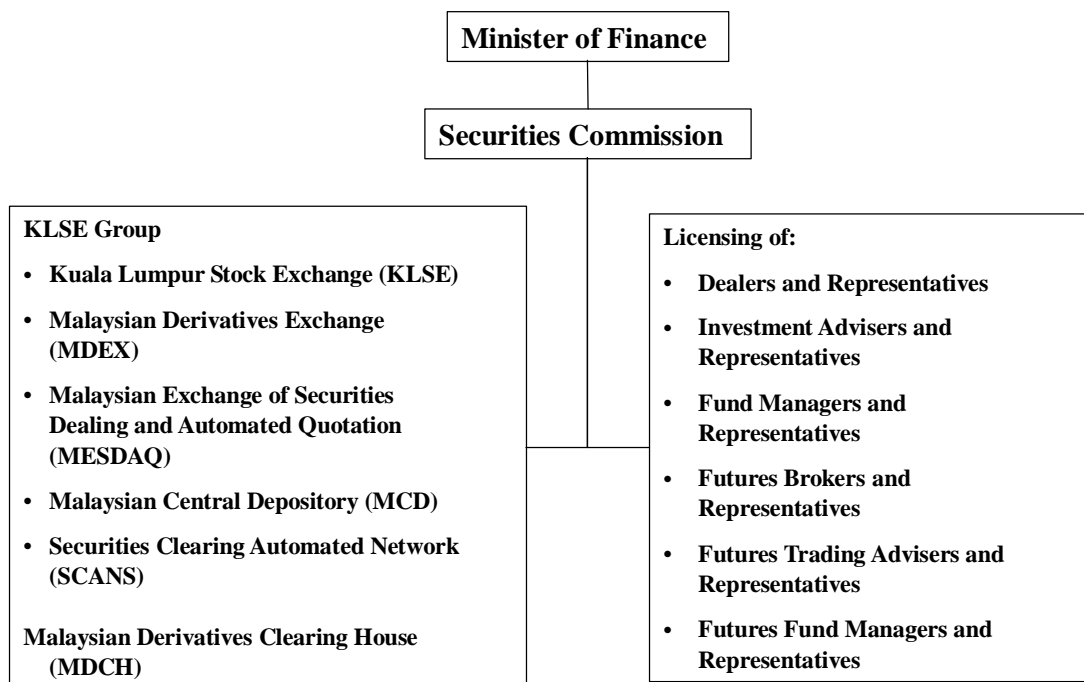 Minister of Finance
Securities Commission
KLSE Group
• Kuala Lumpur Stock Exchange (KLSE)
• Malaysian Derivatives Exchange
(MDEX)
• Malaysian Exchange of Securities
Dealing and Automated Quotation
(MESDAQ)
• Malaysian Central Depository (MCD)
• Securities Clearing Automated Network
(SCANS)
Malaysian Derivatives Clearing House
(MDCH)
Licensing of:
• Dealers and Representatives
• Investment Advisers and
Representatives
• Fund Managers and
Representatives
• Futures Brokers and
Representatives
• Futures Trading Advisers and
Representatives
• Futures Fund Managers and
Representatives